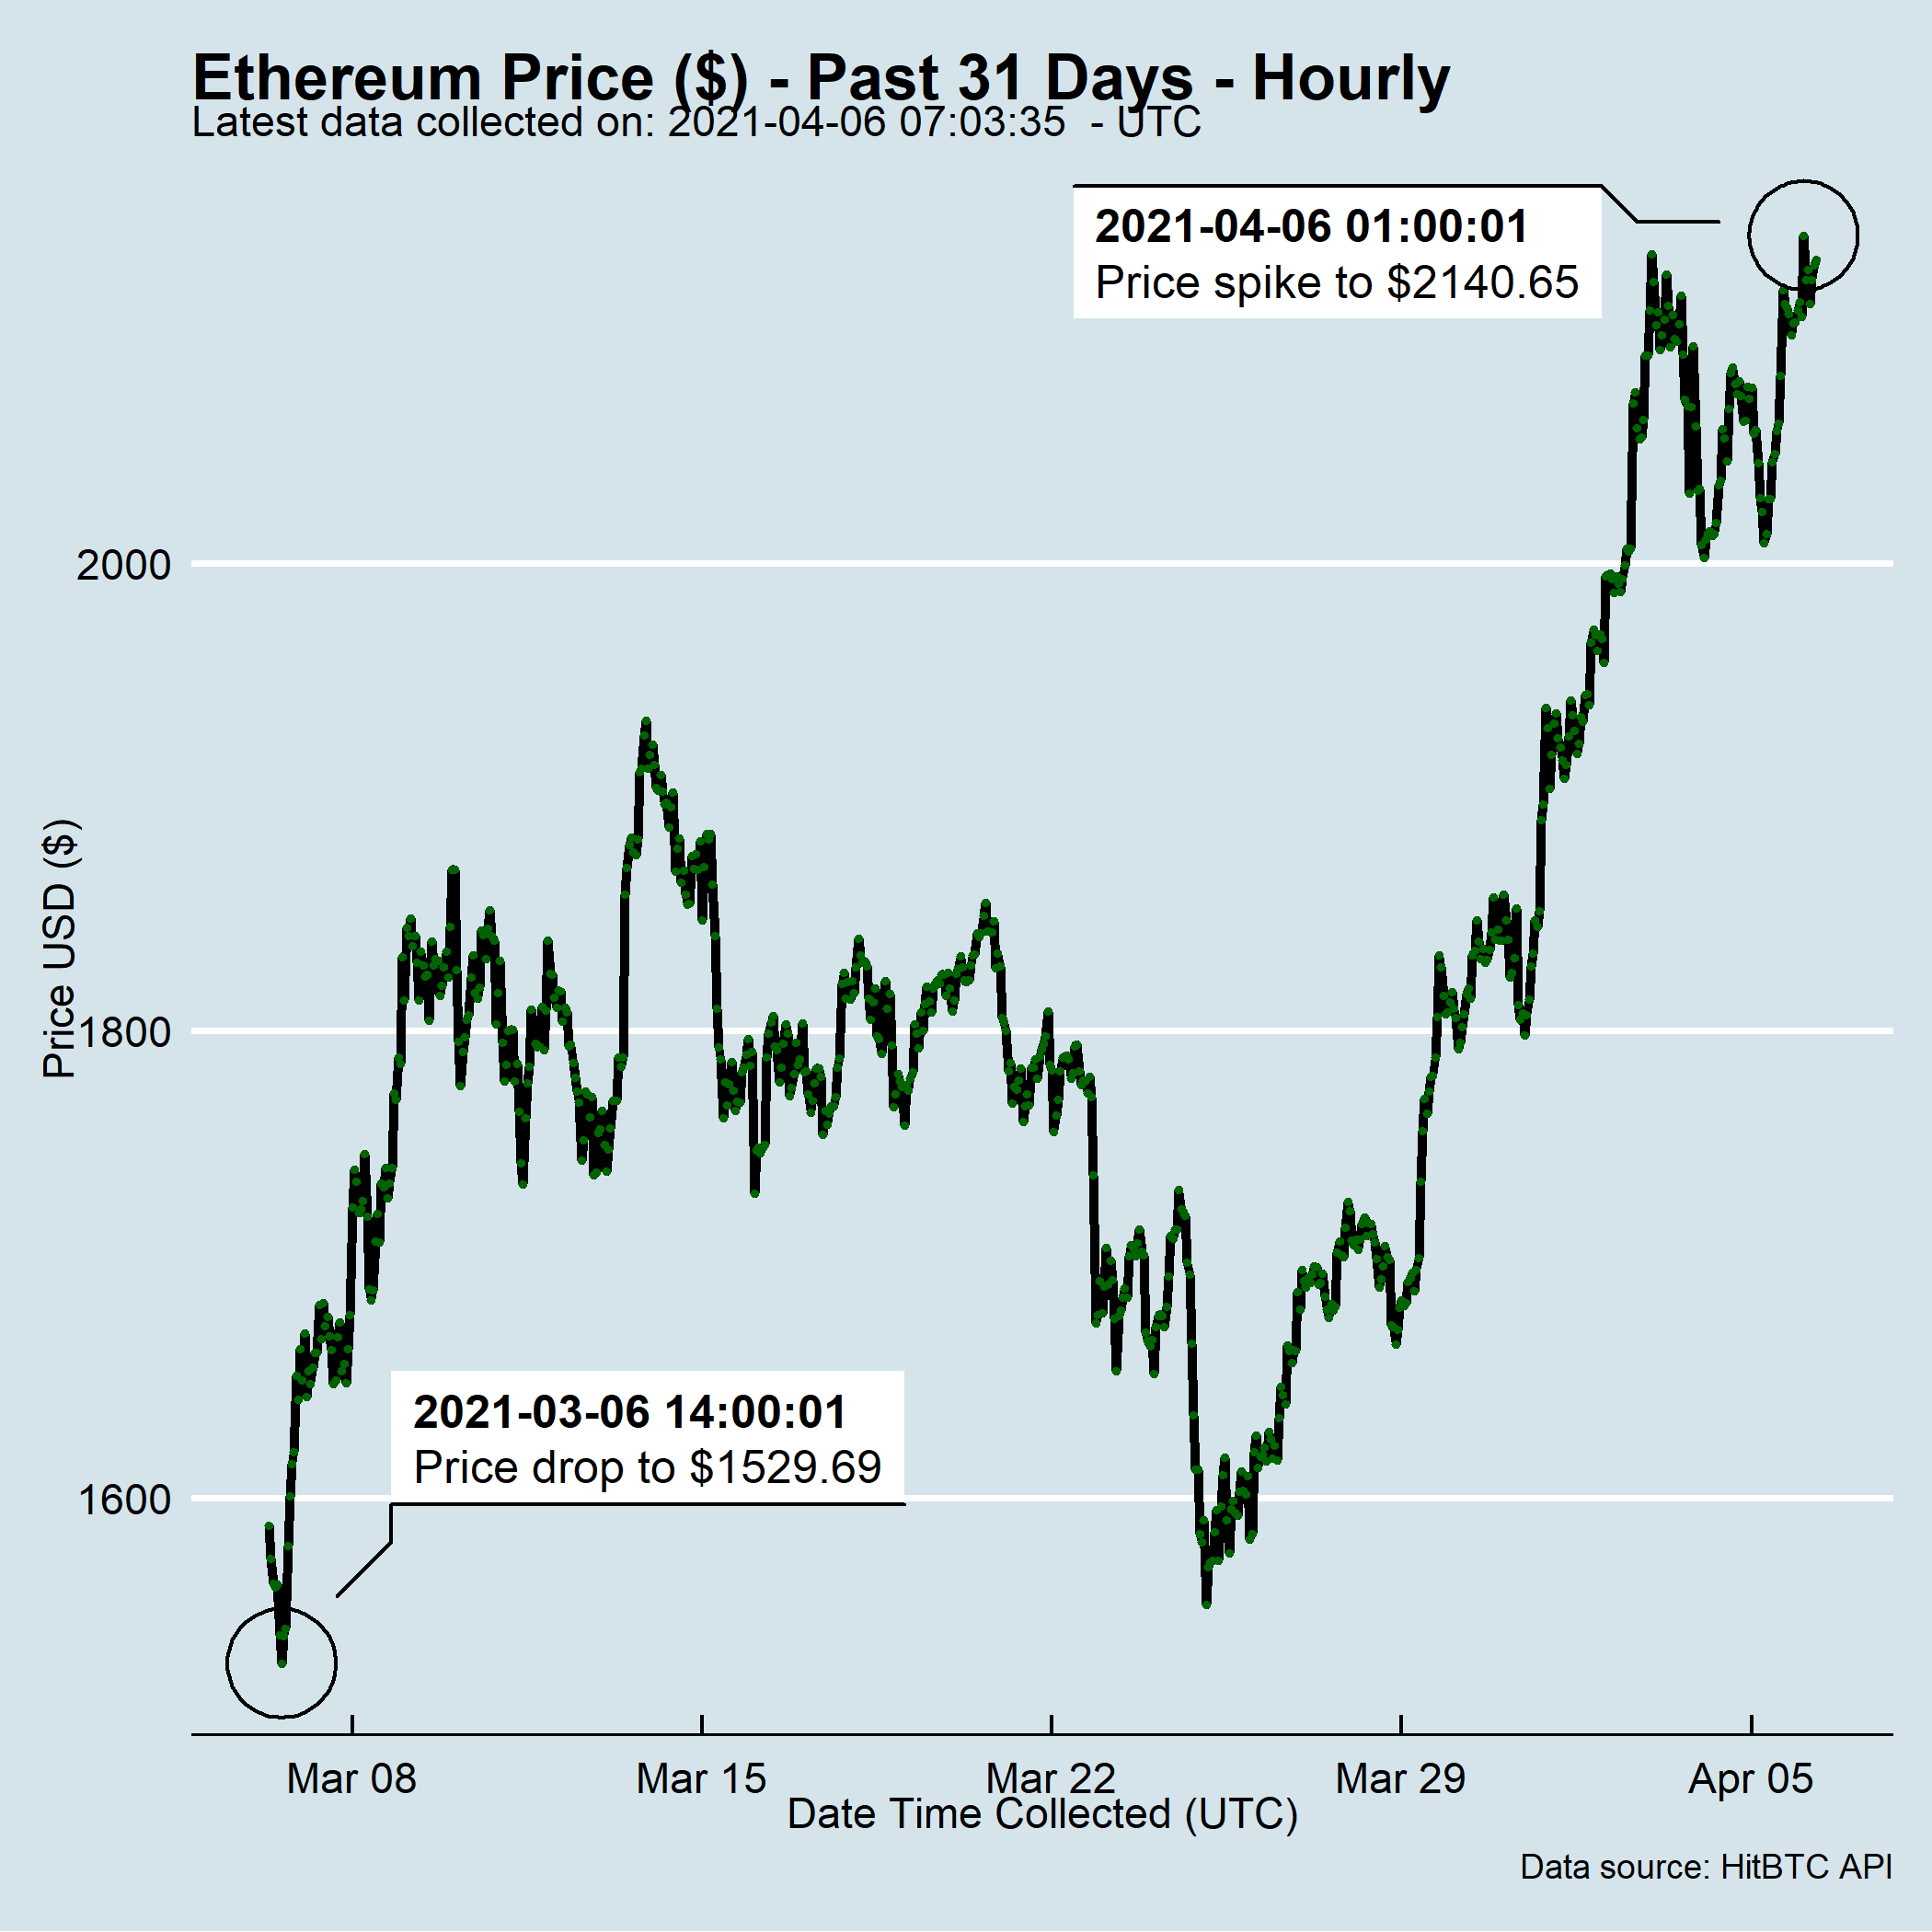 Ethereum Price ($) - Past 31 Days - Hourly
Latest data collected on: 2021-04-06 07:03:35  - UTC
2021-04-06 01:00:01
Price spike to $2140.65
2000
1800
1600
Price USD ($)
2021-03-06 14:00:01
Price drop to $1529.69
Mar 08
Mar 15
Mar 22
Mar 29
Apr 05
Date Time Collected (UTC)
Data source: HitBTC API